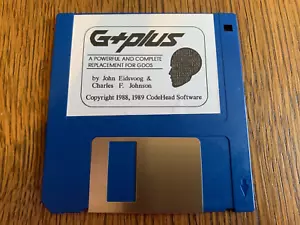 G+plus
A POWERFUL AND COMPLETE
REPLACEMENT FOR GDOS
by John Eidsvoog &
Charles F. Johnson
Copyright 1988, 1989 CodeHead Software